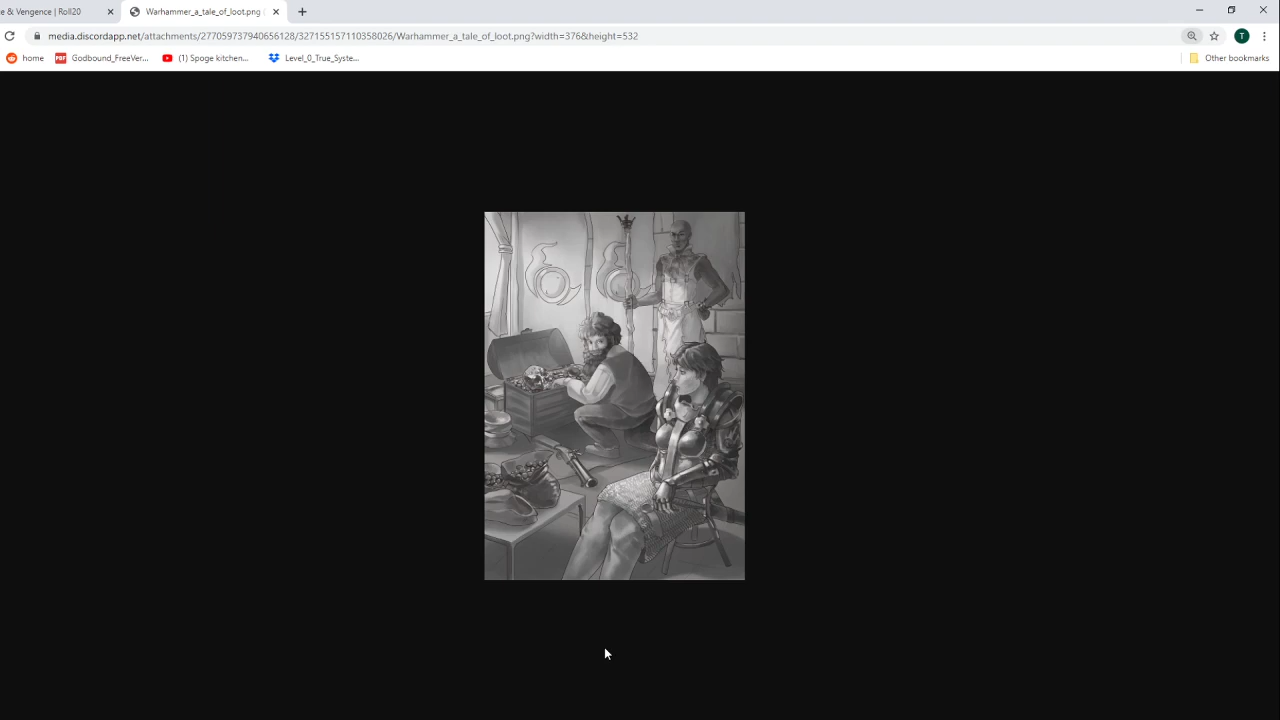 e & Vengence | Roll20
Warhammer_a_tale_of_loot.png
media.discordapp.net/attachments/277059737940656128/327155157110358026/Warhammer_a_tale_of_loot.png?width=376&height=532
T
home
PDF
Godbound_FreeVer...
(1) Spoge kitchen...
Level_0_True_Syste...
Other bookmarks